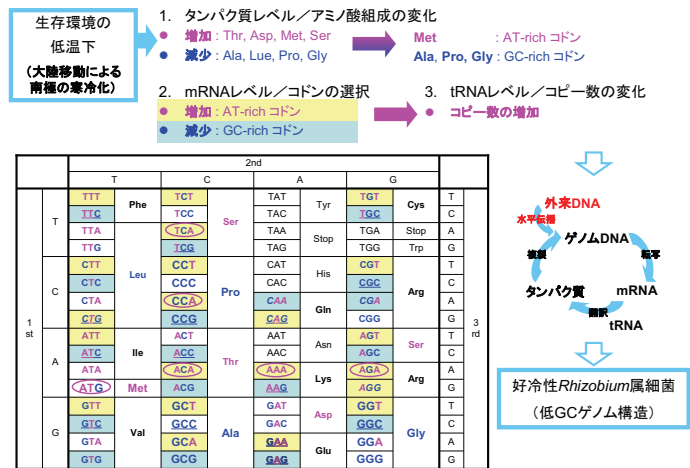 生存環境の
低温下
(大陸移動による
南極の寒冷化)
1. タンパク質レベル／アミノ酸組成の変化
● 増加 : Thr, Asp, Met, Ser
● 減少 : Ala, Lue, Pro, Gly
Met : AT-rich コドン
Ala, Pro, Gly : GC-rich コドン
2. mRNAレベル／コドンの選択
● 増加 : AT-rich コドン
● 減少 : GC-rich コドン
3. tRNAレベル／コピー数の変化
● コピー数の増加
2nd
T C A G
1st
3rd
T TTT Phe TCT Ser TAT Tyr TGT Cys T
TTC TCC TAC TGC C
TTA Leu TCA TAA Stop TGA Stop A
TTG TCG TAG TGG Trp G
C CTT CCT Pro CAT His CGT Arg T
CTC CCC CAC CGC C
CTA CCA CAA Gln CGA A
CTG CCG CAG CGG G
A ATT Ile ACT Thr AAT Asn AGT Ser T
ATC ACC AAC AGC C
ATA ACA AAA Lys AGA Arg A
ATG Met ACG AAG AGG G
G GTT Val GCT Ala GAT Asp GGT Gly T
GTC GCC GAC GGC C
GTA GCA GAA Glu GGA A
GTG GCG GAG GGG G
外来DNA
水平伝播
ゲノムDNA
複製
転写
タンパク質
mRNA
翻訳
tRNA
好冷性Rhizobium属細菌
(低GCゲノム構造)